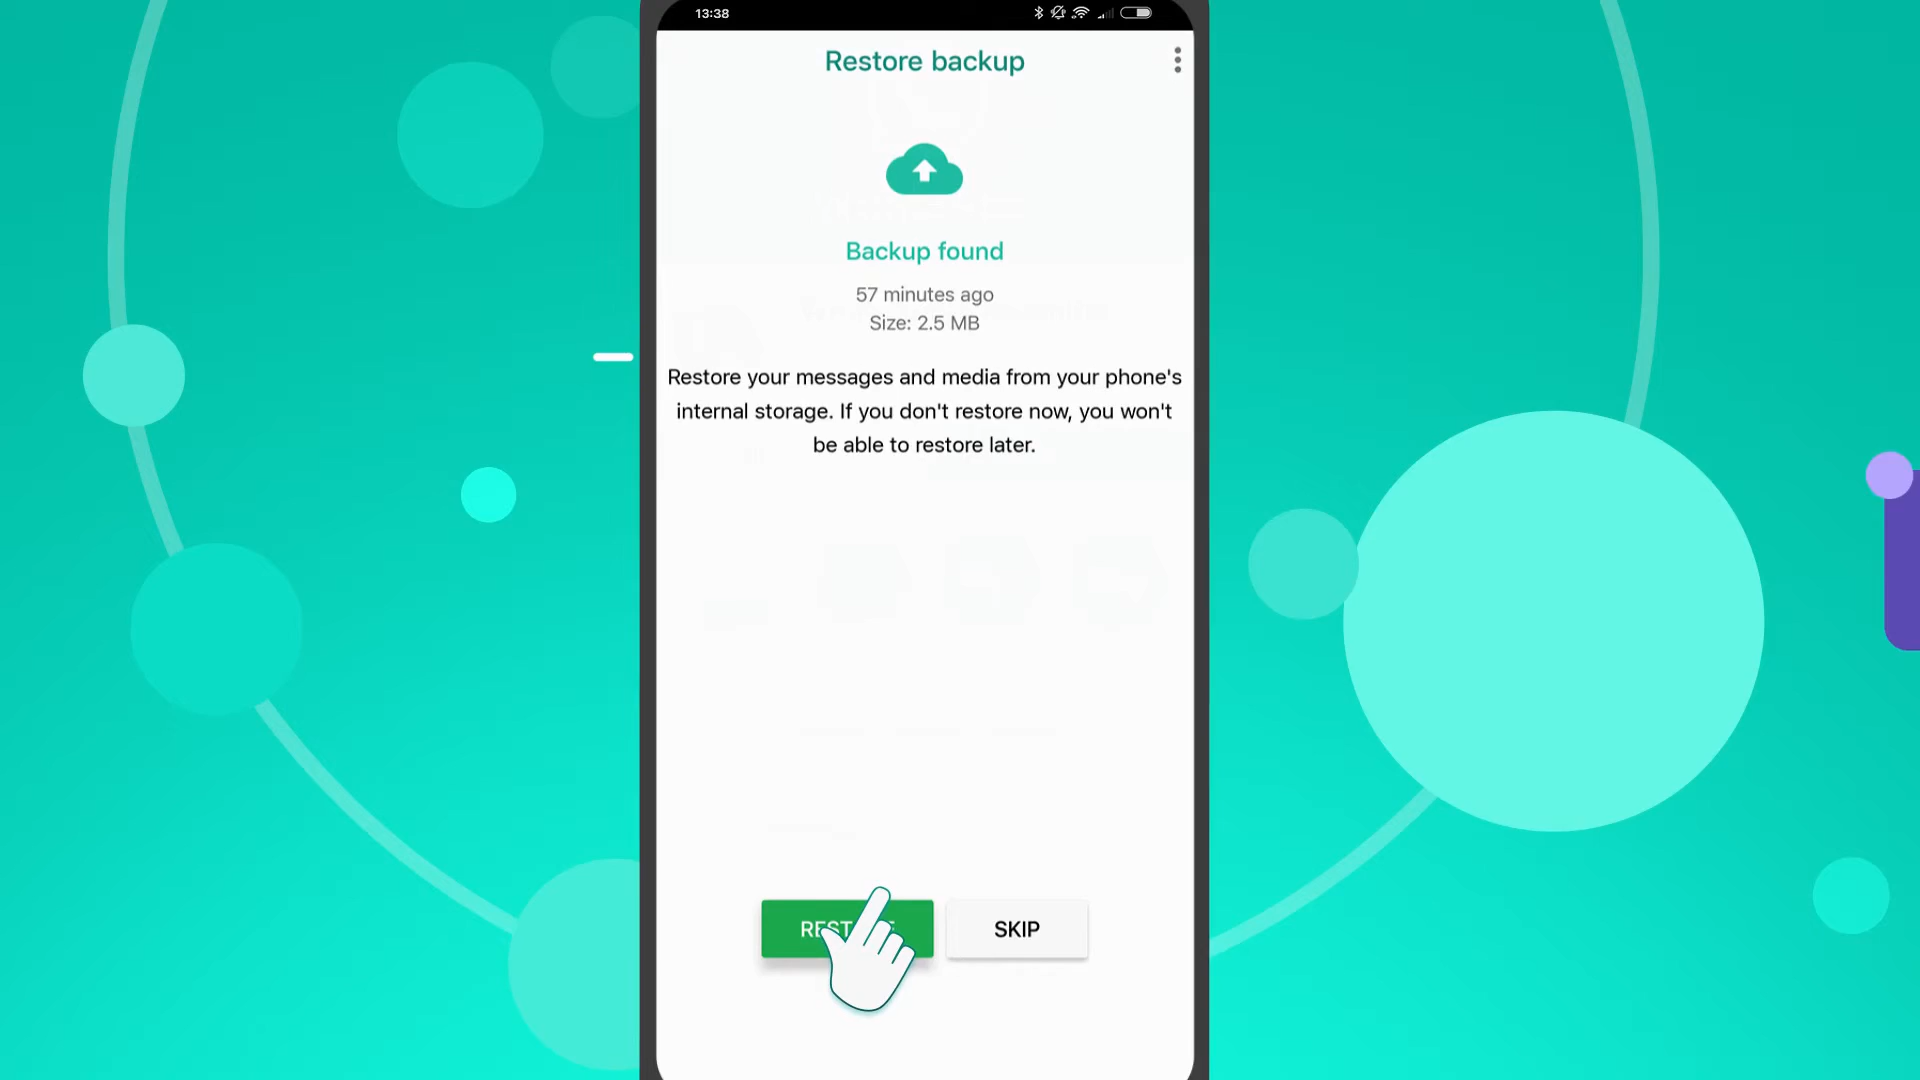 13:38
Restore backup
Backup found
57 minutes ago
Size: 2.5 MB
Restore your messages and media from your phone's
internal storage. If you don't restore now, you won't
be able to restore later.
SKIP